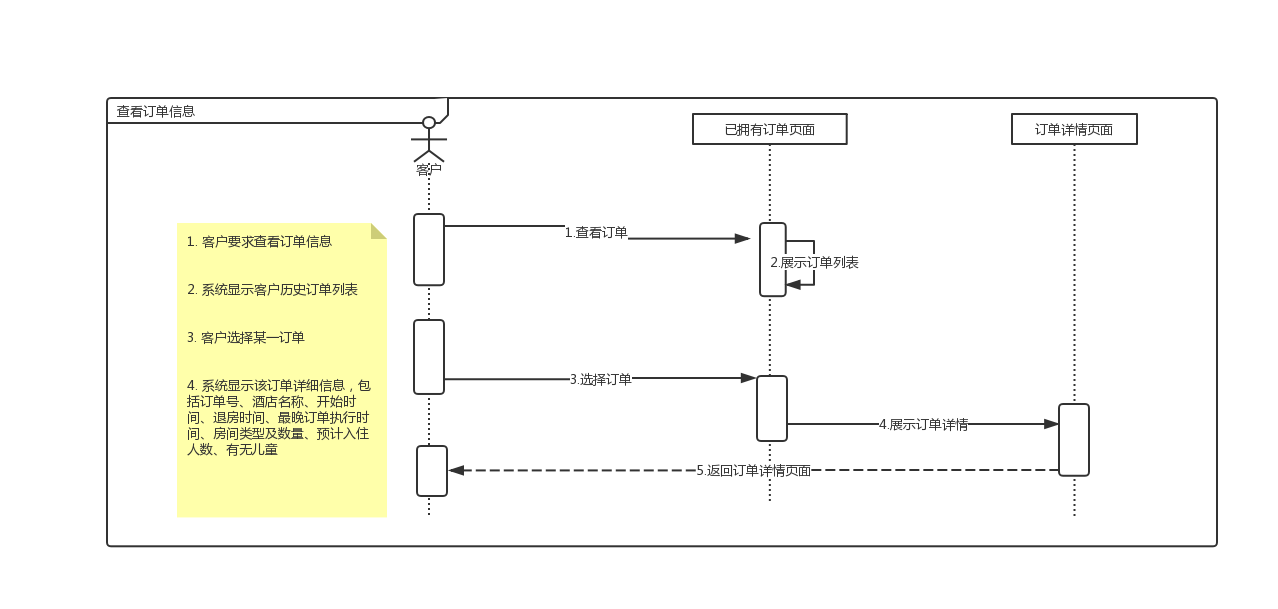 查看订单信息
已拥有订单页面
订单详情页面
客户
1. 客户要求查看订单信息
2. 系统显示客户历史订单列表
3. 客户选择某一订单
4. 系统显示该订单详细信息，包
括订单号、酒店名称、开始时
间、退房时间、最晚订单执行时
间、房间类型及数量、预计入住
人数、有无儿童
1.查看订单
2.展示订单列表
3.选择订单
4.展示订单详情
5.返回订单详情页面